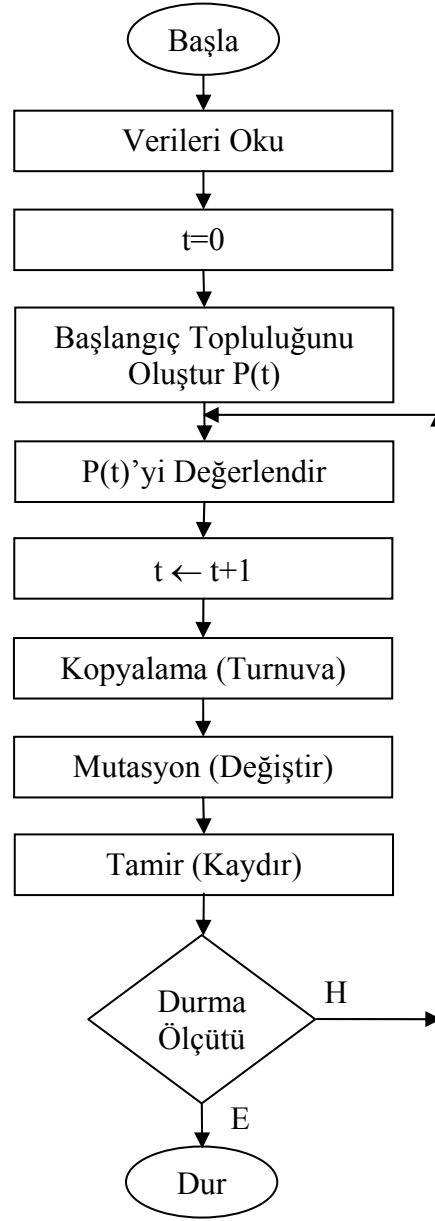 Başla
Verileri Oku
t=0
Başlangıç Topluluğunu
Oluştur P(t)
P(t)’yi Değerlendir
t ← t+1
Kopyalama (Turnuva)
Mutasyon (Değiştir)
Tamir (Kaydır)
Durma
Ölçütü
H
E
Dur